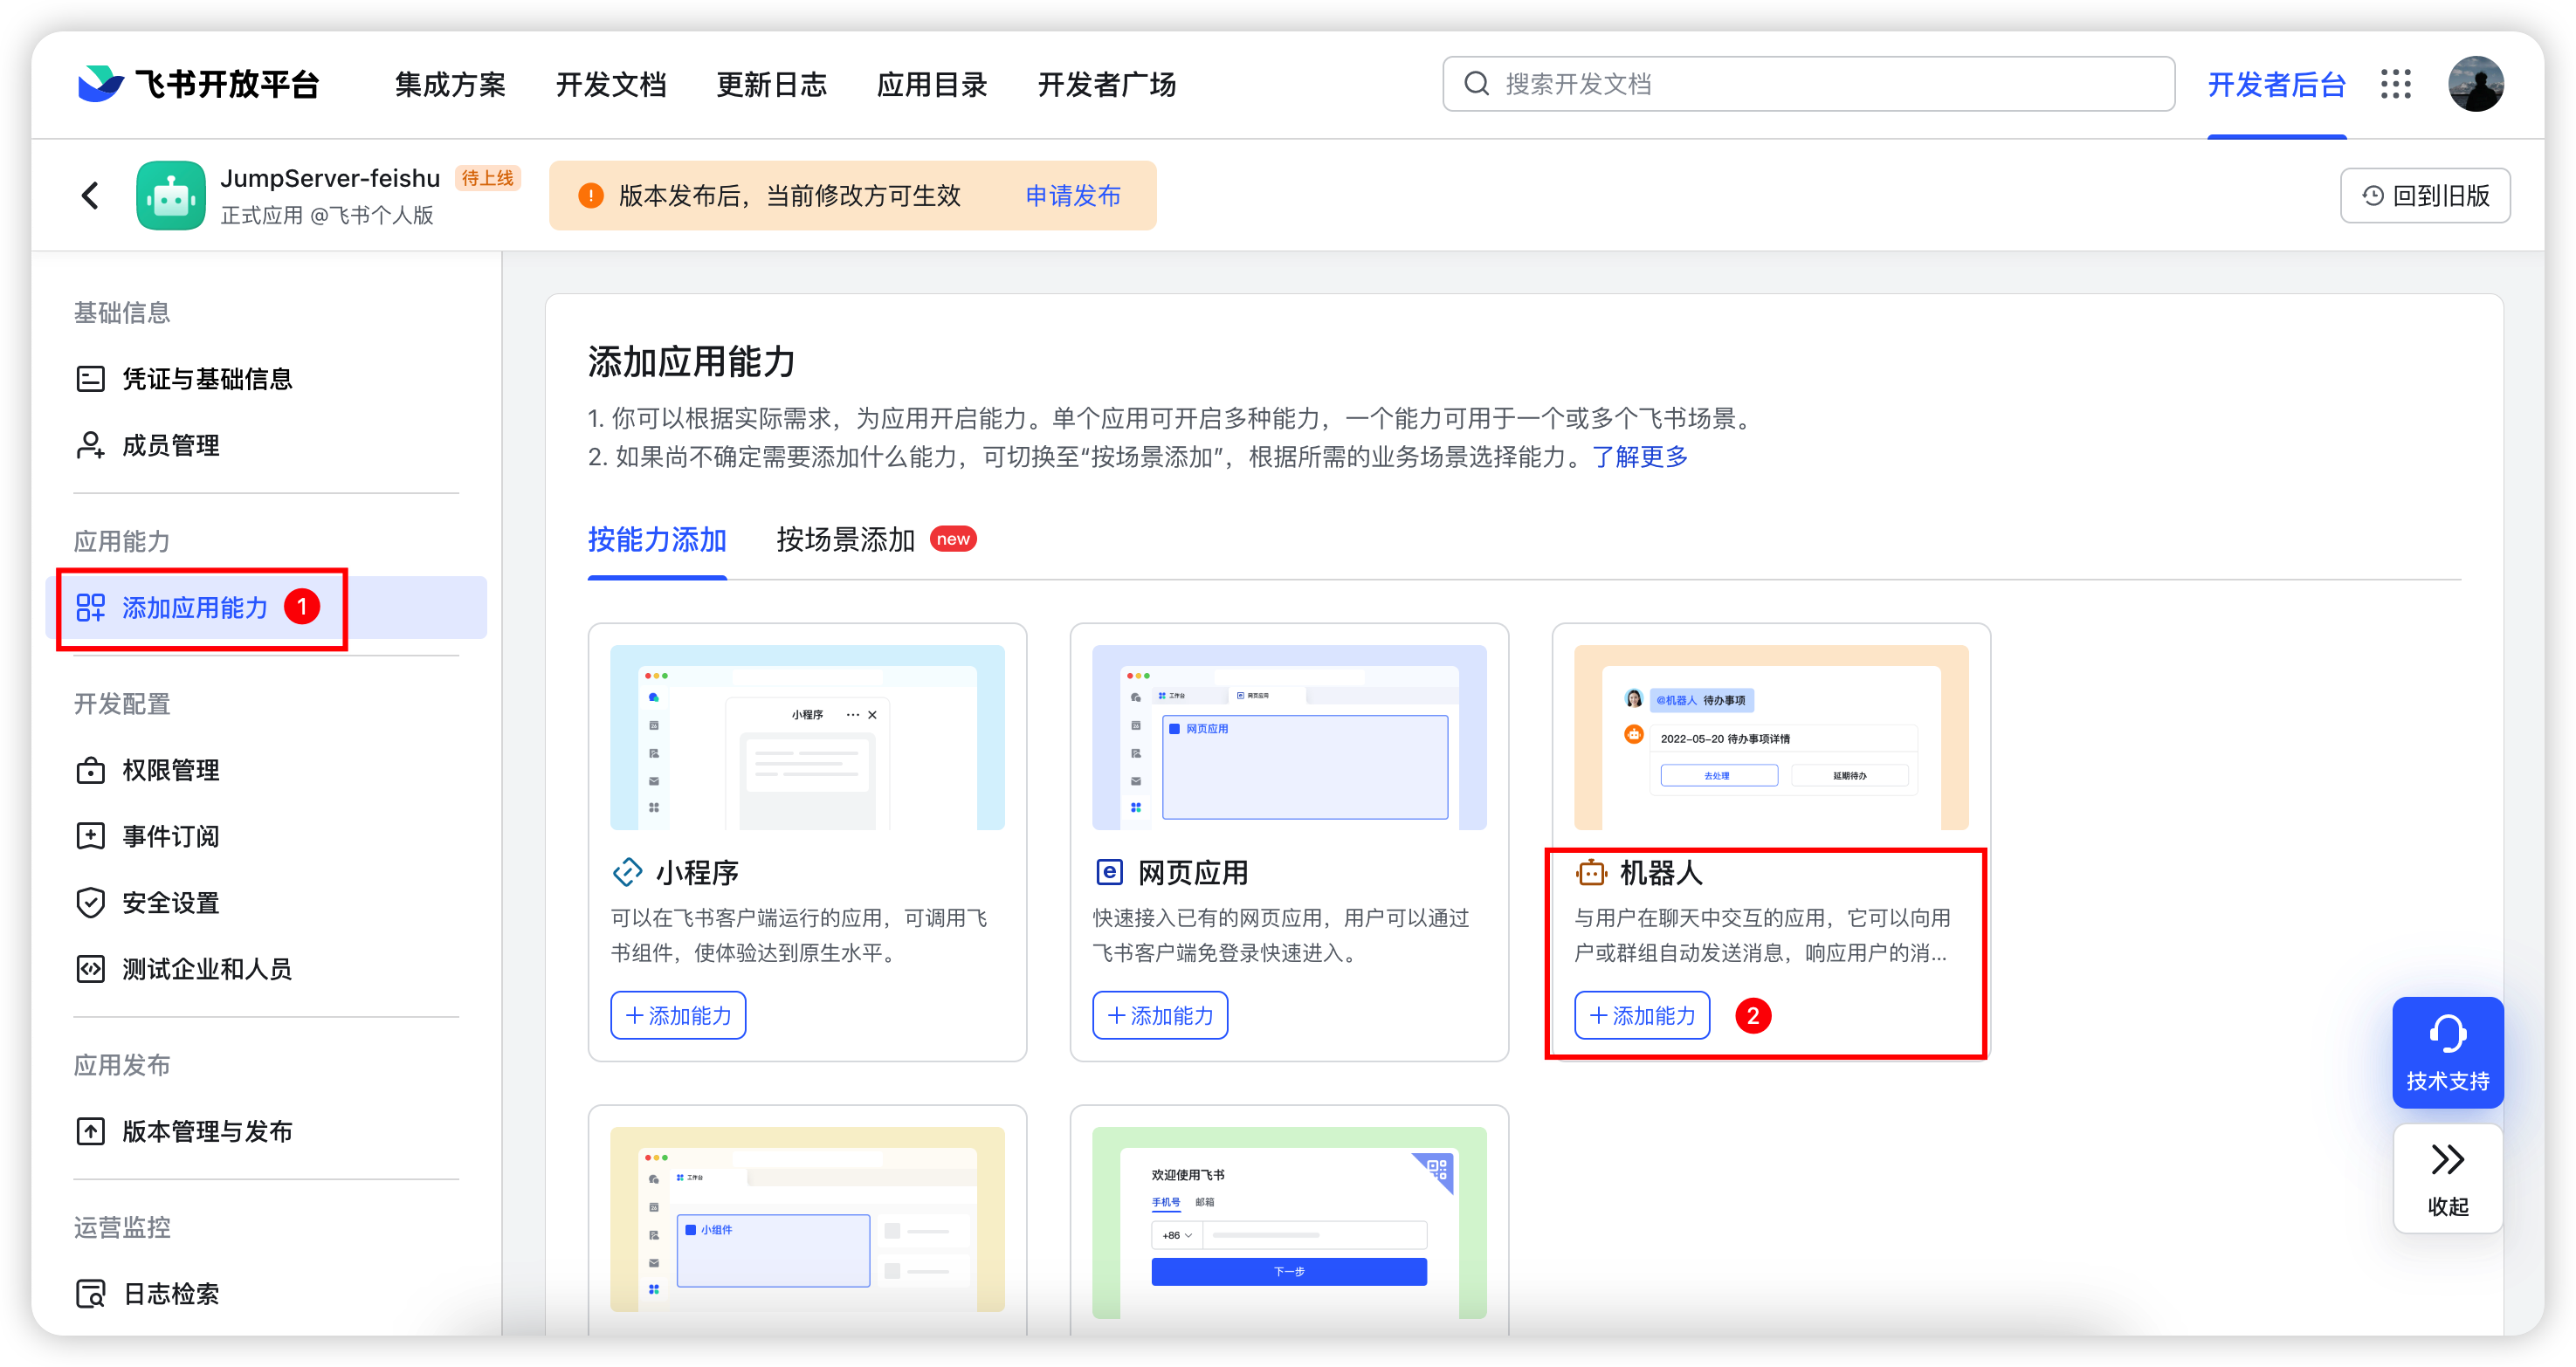 飞书开放平台
集成方案
开发文档
更新日志
应用目录
开发者广场
搜索开发文档
开发者后台
JumpServer-feishu
待上线
正式应用 @飞书个人版
版本发布后，当前修改方可生效
申请发布
回到旧版
基础信息
凭证与基础信息
成员管理
应用能力
添加应用能力
1
开发配置
权限管理
事件订阅
安全设置
测试企业和人员
应用发布
版本管理与发布
运营监控
日志检索
添加应用能力
1. 你可以根据实际需求，为应用开启能力。单个应用可开启多种能力，一个能力可用于一个或多个飞书场景。
2. 如果尚不确定需要添加什么能力，可切换至“按场景添加”，根据所需的业务场景选择能力。了解更多
按能力添加
按场景添加
new
小程序
小程序
可以在飞书客户端运行的应用，可调用飞
书组件，使体验达到原生水平。
添加能力
工作台
网页应用
网页应用
网页应用
快速接入已有的网页应用，用户可以通过
飞书客户端免登录快速进入。
添加能力
@机器人 待办事项
2022-05-20 待办事项详情
去处理
延期待办
机器人
与用户在聊天中交互的应用，它可以向用
户或群组自动发送消息，响应用户的消...
添加能力
2
工作台
小组件
欢迎使用飞书
手机号
邮箱
+86
下一步
技术支持
收起